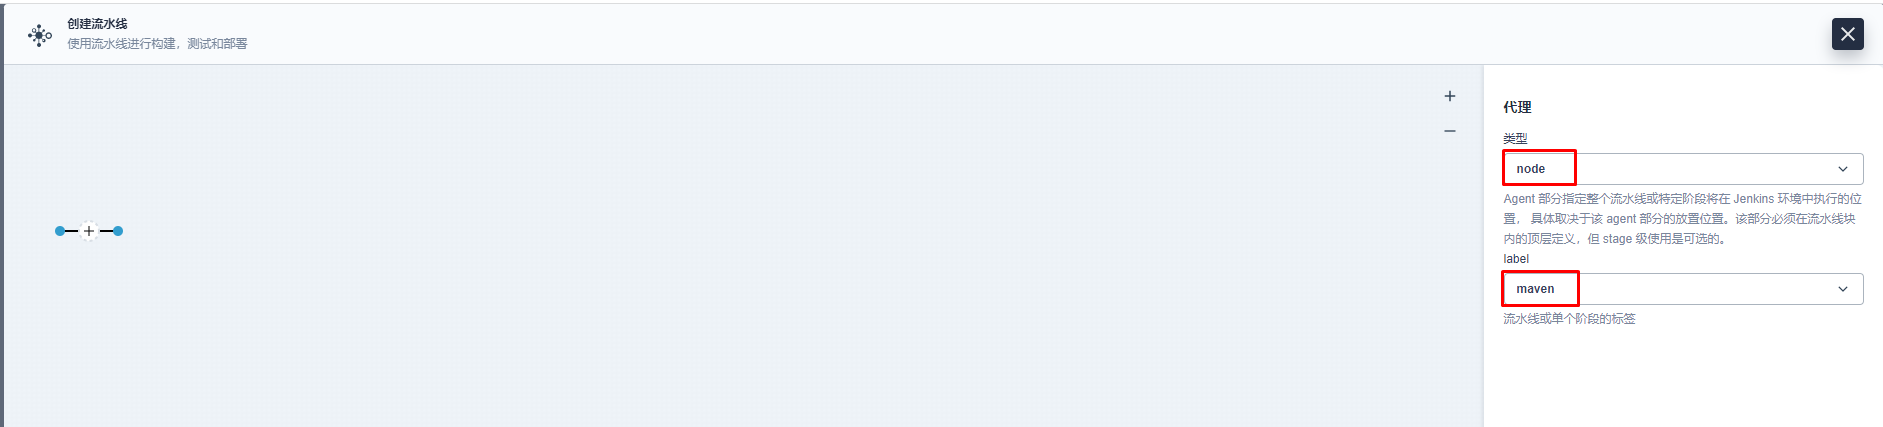 创建流水线
使用流水线进行构建，测试和部署
代理
类型
node
Agent 部分指定整个流水线或特定阶段将在 Jenkins 环境中执行的位
置， 具体取决于该 agent 部分的放置位置。该部分必须在流水线块
内的顶层定义，但 stage 级使用是可选的。
label
maven
流水线或单个阶段的标签